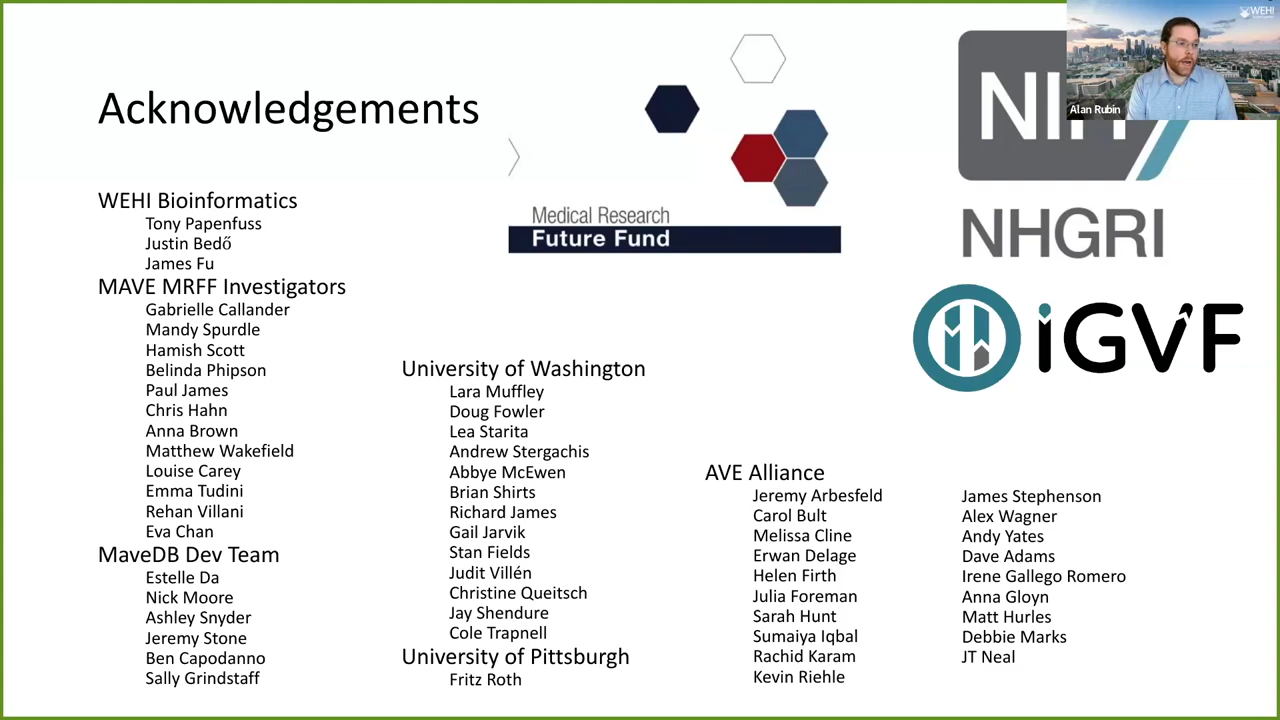 Acknowledgements
WEHI Bioinformatics
Tony Papenfuss
Justin Bedő
James Fu
MAVE MRFF Investigators
Gabrielle Callander
Mandy Spurdle
Hamish Scott
Belinda Phipson
Paul James
Chris Hahn
Anna Brown
Matthew Wakefield
Louise Carey
Emma Tudini
Rehan Villani
Eva Chan
MaveDB Dev Team
Estelle Da
Nick Moore
Ashley Snyder
Jeremy Stone
Ben Capodanno
Sally Grindstaff
Medical Research
Future Fund
University of Washington
Lara Muffley
Doug Fowler
Lea Starita
Andrew Stergachis
Abbye McEwen
Brian Shirts
Richard James
Gail Jarvik
Stan Fields
Judit Villén
Christine Queitsch
Jay Shendure
Cole Trapnell
University of Pittsburgh
Fritz Roth
AVE Alliance
Jeremy Arbesfeld
Carol Bult
Melissa Cline
Erwan Delage
Helen Firth
Julia Foreman
Sarah Hunt
Sumaiya Iqbal
Rachid Karam
Kevin Riehle
James Stephenson
Alex Wagner
Andy Yates
Dave Adams
Irene Gallego Romero
Anna Gloyn
Matt Hurles
Debbie Marks
JT Neal
NIH
NHGRI
iGVF
WEHI
Alan Rubin